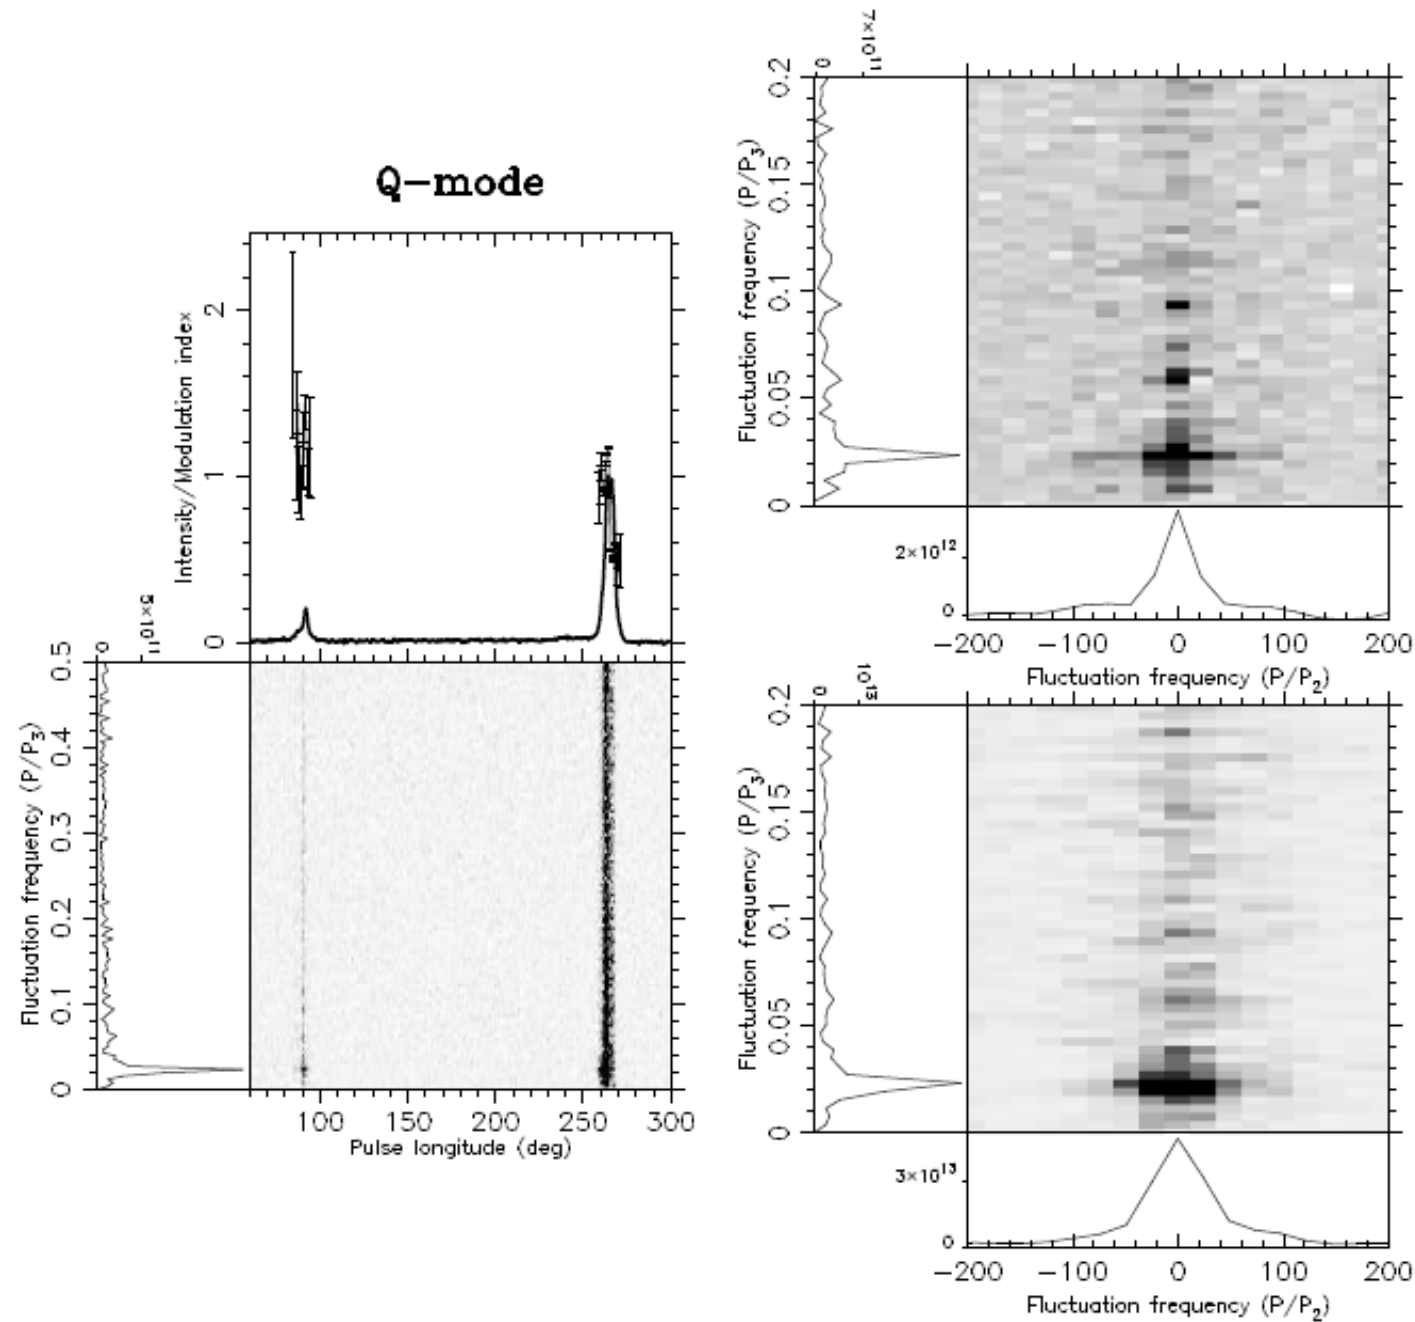 Q-mode
Intensity/Modulation index
0
1
2
0
5×10¹¹
Fluctuation frequency (P/P₃)
0
0.1
0.2
0.3
0.4
0.5
100 150 200 250 300
Pulse longitude (deg)
0
7×10¹¹
Fluctuation frequency (P/P₃)
0
0.05
0.1
0.15
0.2
2×10¹²
0
−200 −100 0 100 200
Fluctuation frequency (P/P₂)
0
10¹³
Fluctuation frequency (P/P₃)
0
0.05
0.1
0.15
0.2
3×10¹³
0
−200 −100 0 100 200
Fluctuation frequency (P/P₂)